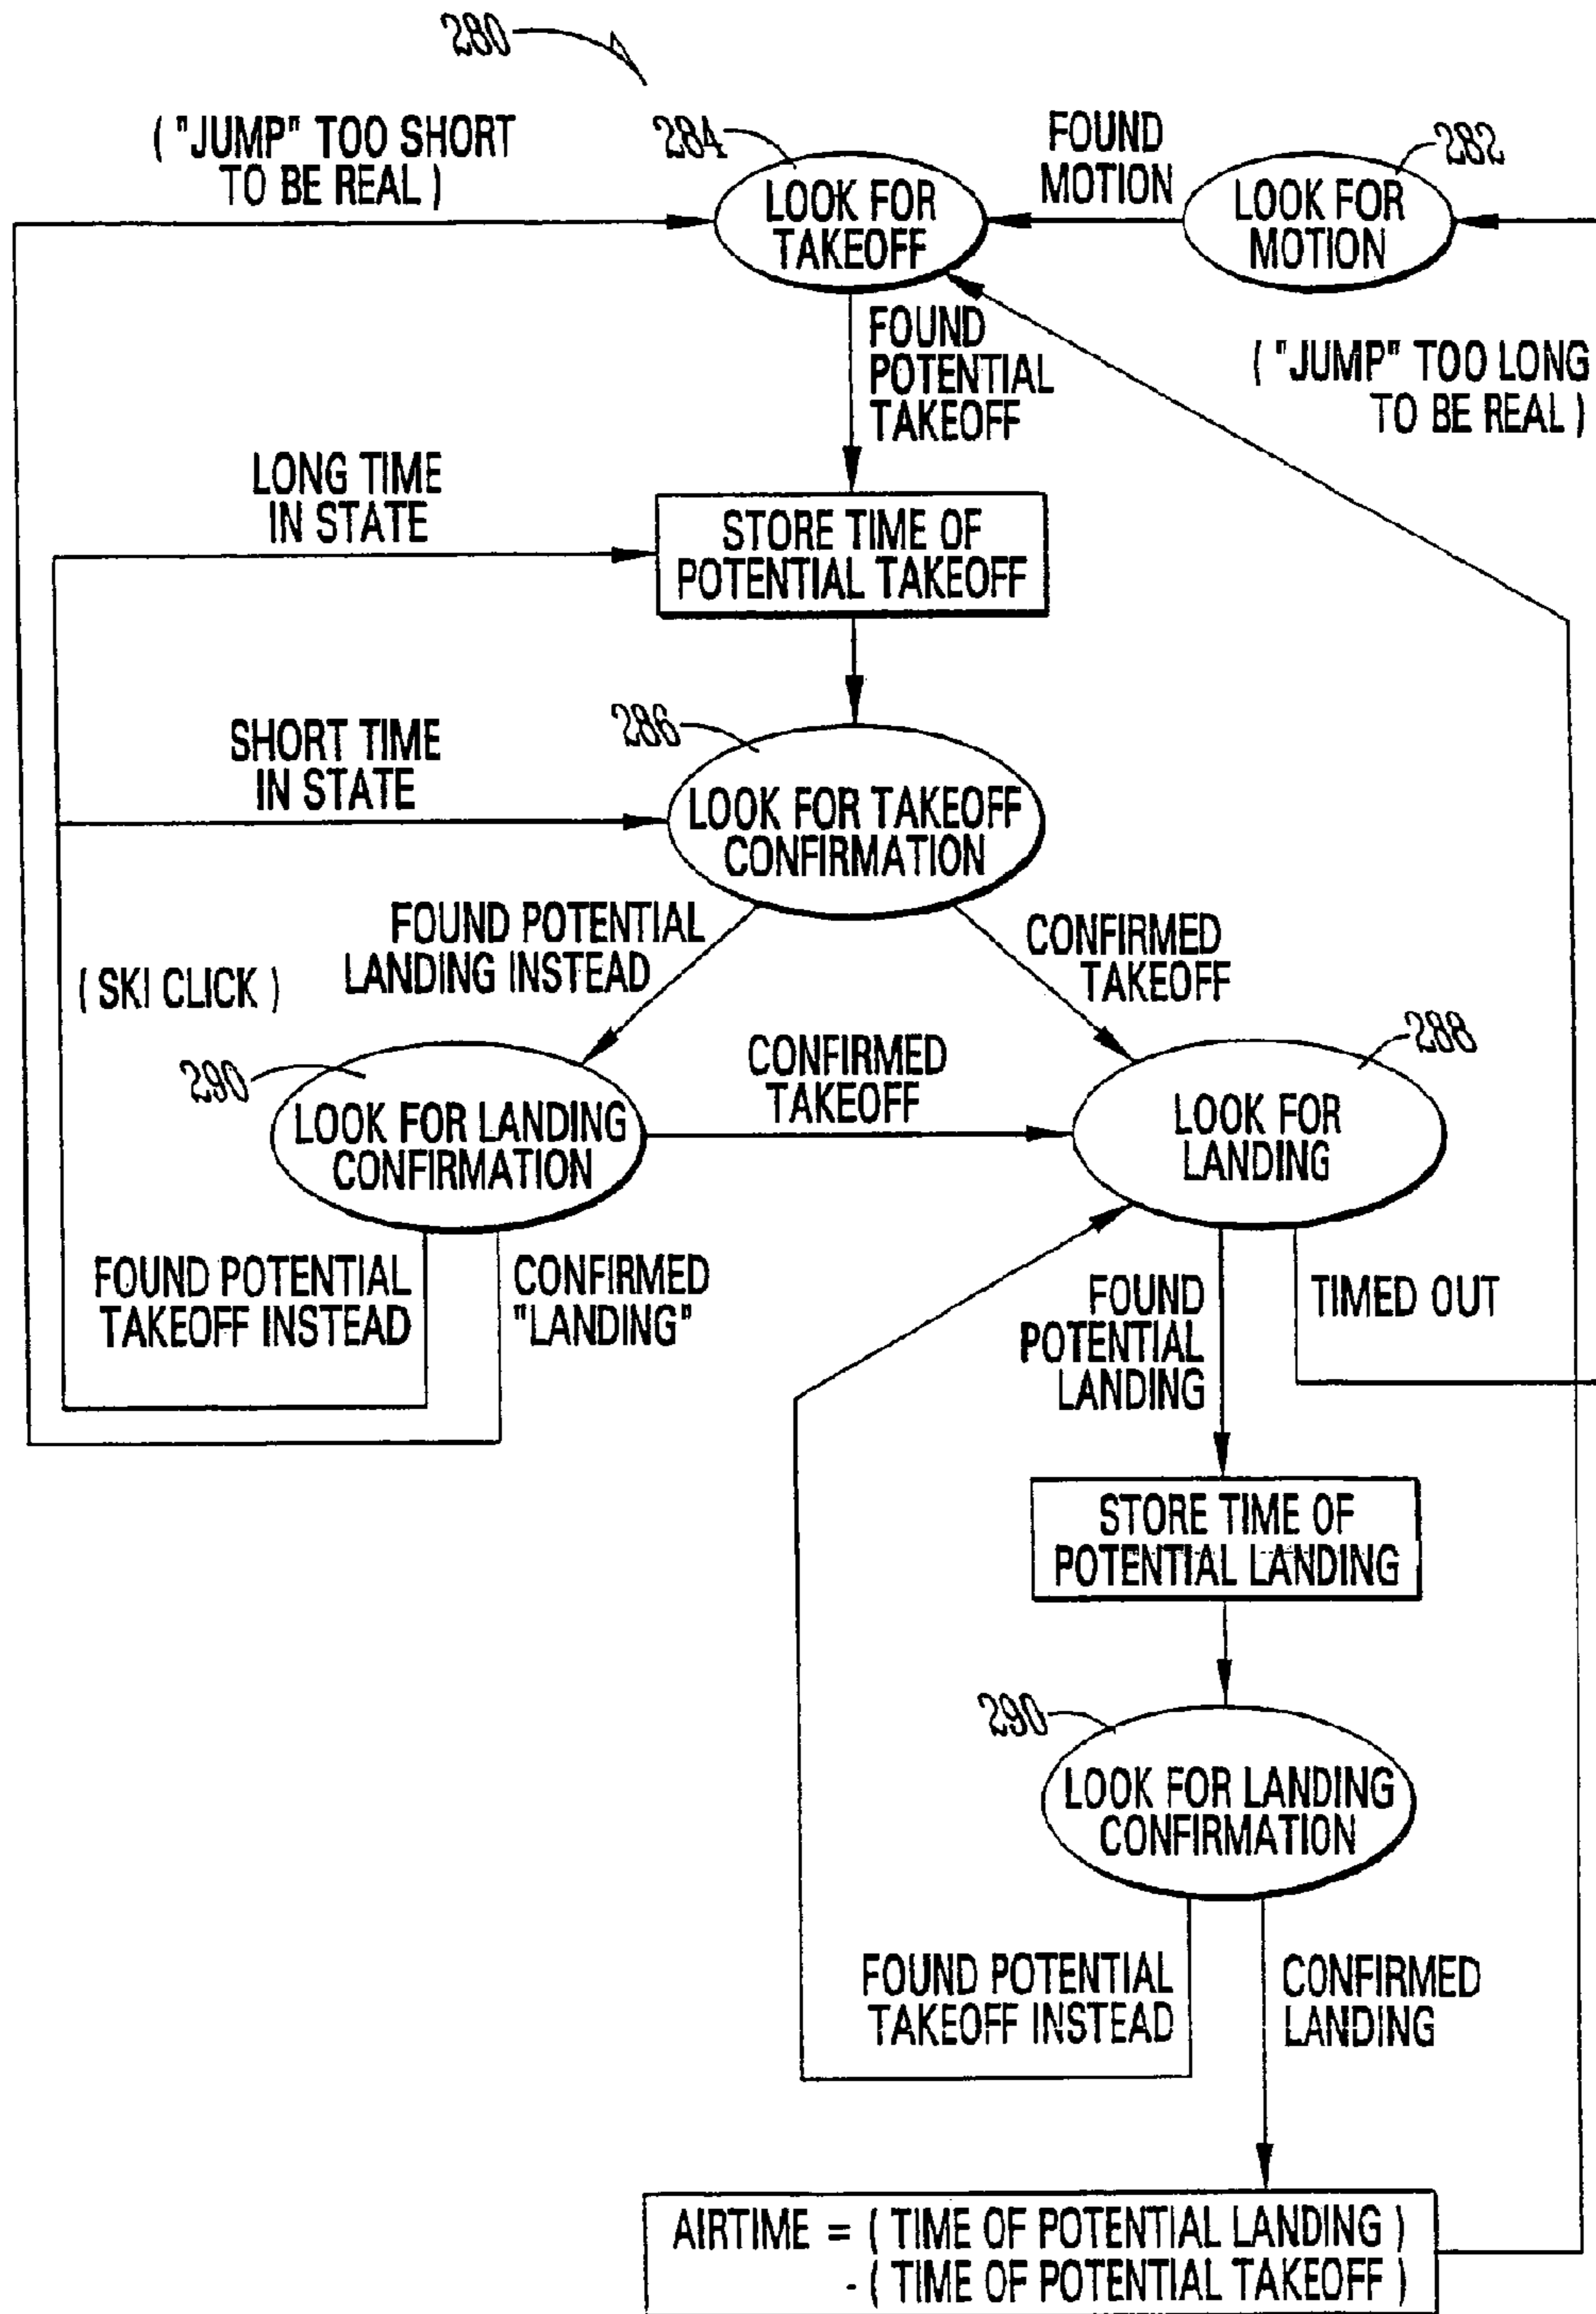 280
( "JUMP" TOO SHORT
TO BE REAL )
284
LOOK FOR
TAKEOFF
FOUND
MOTION
282
LOOK FOR
MOTION
FOUND
POTENTIAL
TAKEOFF
( "JUMP" TOO LONG
TO BE REAL )
LONG TIME
IN STATE
STORE TIME OF
POTENTIAL TAKEOFF
SHORT TIME
IN STATE
286
LOOK FOR TAKEOFF
CONFIRMATION
FOUND POTENTIAL
LANDING INSTEAD
CONFIRMED
TAKEOFF
( SKI CLICK )
290
LOOK FOR LANDING
CONFIRMATION
CONFIRMED
TAKEOFF
288
LOOK FOR
LANDING
FOUND POTENTIAL
TAKEOFF INSTEAD
CONFIRMED
"LANDING"
FOUND
POTENTIAL
LANDING
TIMED OUT
STORE TIME OF
POTENTIAL LANDING
290
LOOK FOR LANDING
CONFIRMATION
FOUND POTENTIAL
TAKEOFF INSTEAD
CONFIRMED
LANDING
AIRTIME = ( TIME OF POTENTIAL LANDING )
- ( TIME OF POTENTIAL TAKEOFF )